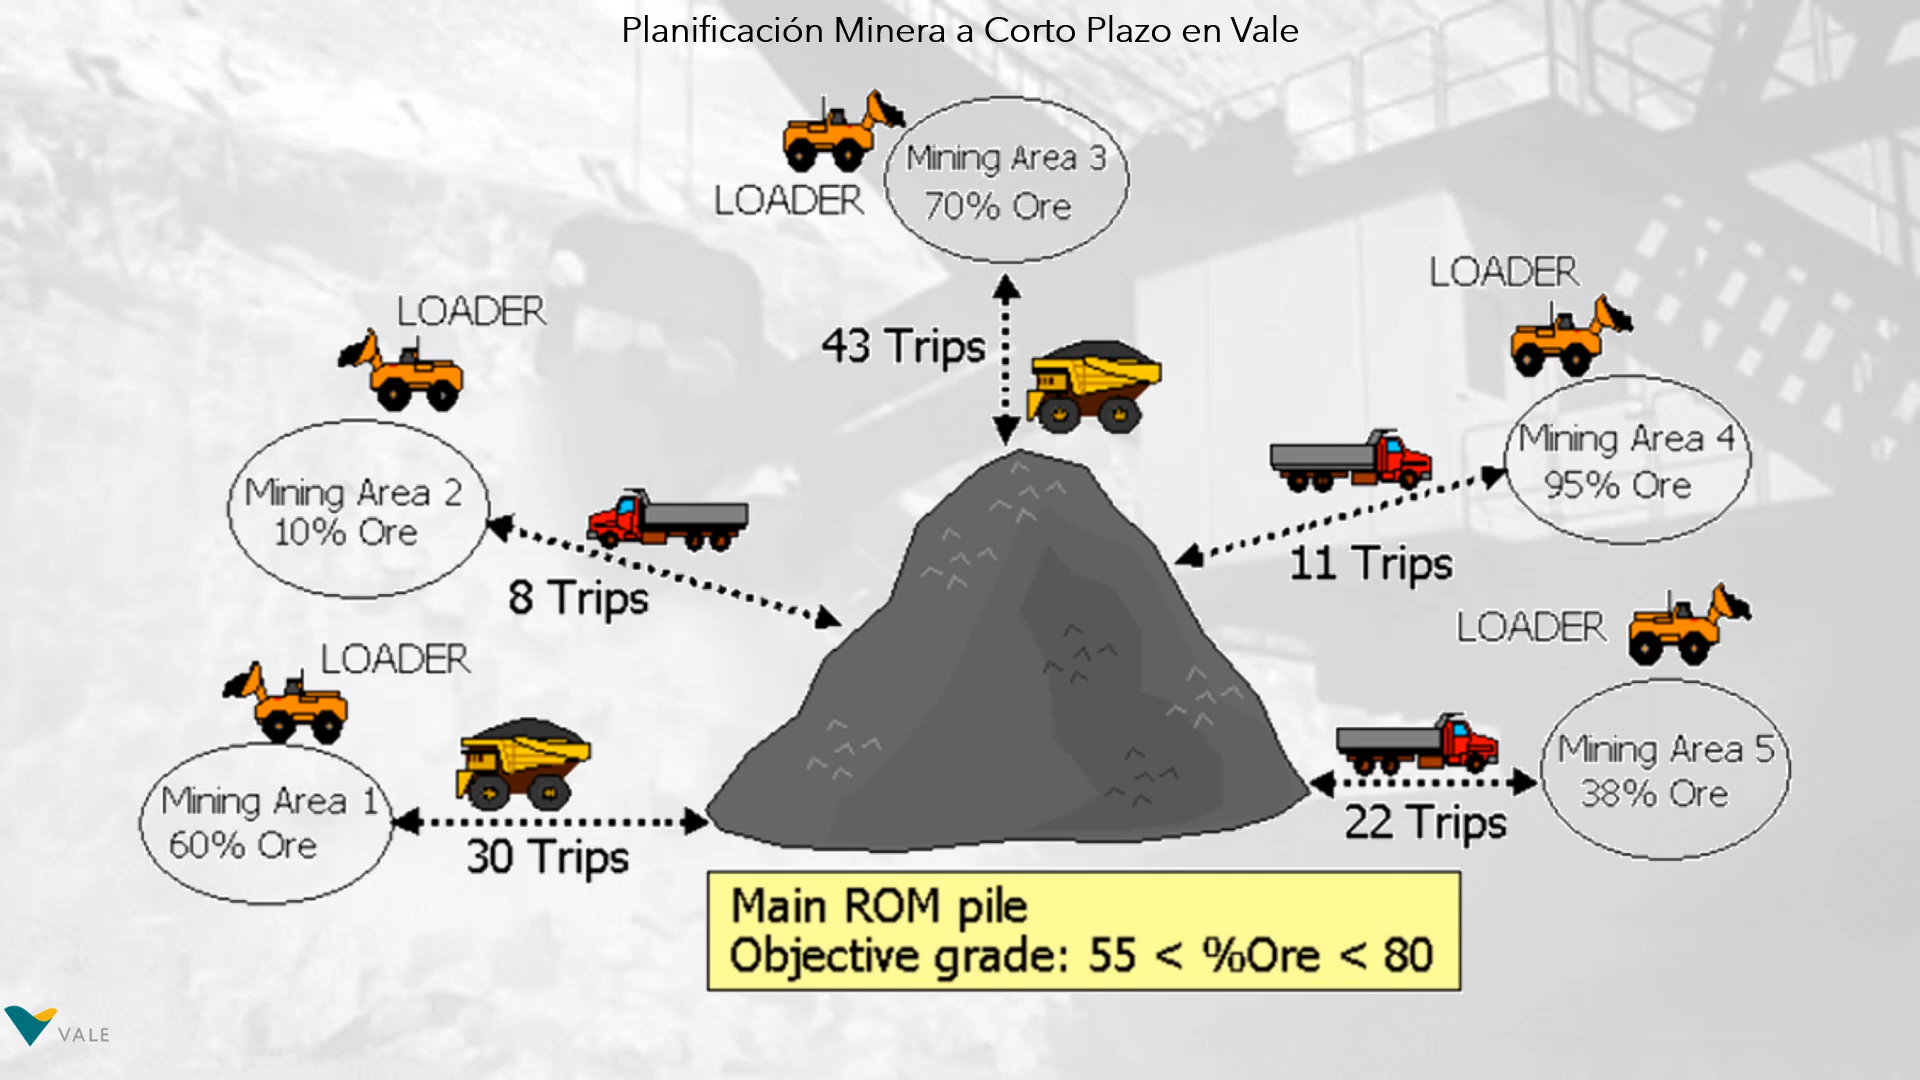 Planificación Minera a Corto Plazo en Vale
LOADER
Mining Area 3
70% Ore
43 Trips
LOADER
Mining Area 2
10% Ore
8 Trips
LOADER
Mining Area 4
95% Ore
11 Trips
LOADER
Mining Area 1
60% Ore
30 Trips
LOADER
Mining Area 5
38% Ore
22 Trips
Main ROM pile
Objective grade: 55 < %Ore < 80
VALE